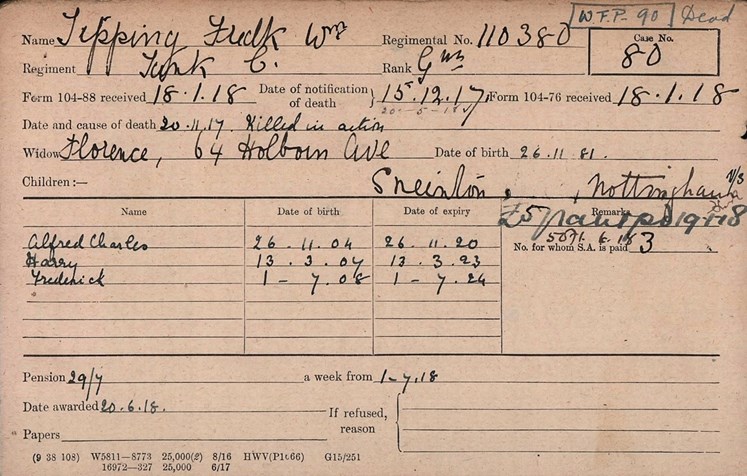 W.F.P. 90 Dead
Name Tipping Fredk Wm Regimental No. 110380 Case No.
80
Regiment Tank C. Rank Gnr
Form 104-88 received 18.1.18 Date of notification of death } 15.12.17 Form 104-76 received 18.1.18
Date and cause of death 20.11.17. Killed in action
Widow Florence, 64 Holborn Ave Date of birth 26.11.81.
Children:— Sneinton, Nottingham
Name Date of birth Date of expiry Remarks
£5 9.1.18
Alfred Charles 26.11.04 26.11.20
No. for whom S.A. is paid 3
Harry 13.3.07 13.3.23
Frederick 1-7.08 1-7.24
Pension 29/7 a week from 1-7.18
Date awarded 20.6.18. If refused, reason
Papers
(9 38 108) W5811—8773 25,000(2) 8/16 HWV(P1066) G15/251
16972—327 25,000 6/17